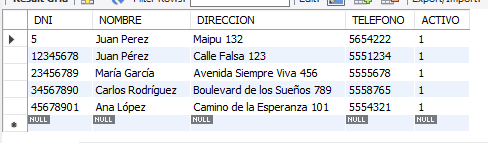 DNI NOMBRE DIRECCION TELEFONO ACTIVO
5 Juan Perez Maipu 132 5654222 1
12345678 Juan Pérez Calle Falsa 123 5551234 1
23456789 María García Avenida Siempre Viva 456 5555678 1
34567890 Carlos Rodríguez Boulevard de los Sueños 789 5558765 1
45678901 Ana López Camino de la Esperanza 101 5554321 1
NULL NULL NULL NULL NULL